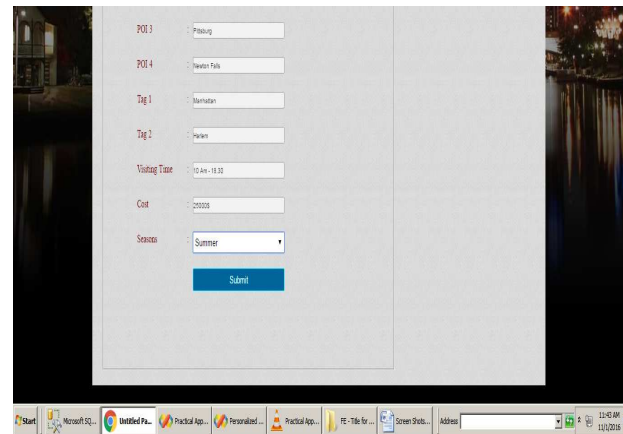 POI 3 : Pittsburg
POI 4 : Newton Falls
Tag 1 : Manhattan
Tag 2 : Harlem
Visiting Time : 10 Am - 18.30
Cost : 25000$
Seasons : Summer
Submit
Start Microsoft SQ... Untitled Pa... Practical App... Personalized ... Practical App... FE - Title for ... Screen Shots... Address 11:43 AM
11/1/2016